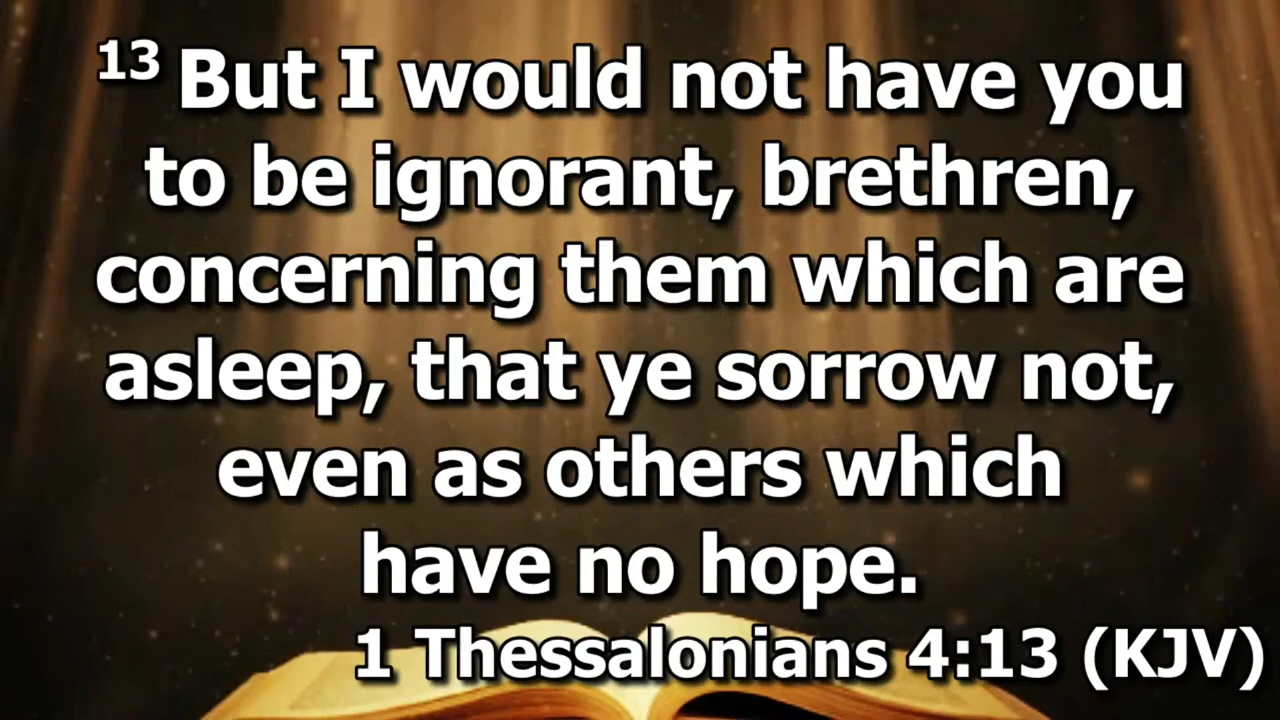 13 But I would not have you
to be ignorant, brethren,
concerning them which are
asleep, that ye sorrow not,
even as others which
have no hope.
1 Thessalonians 4:13 (KJV)